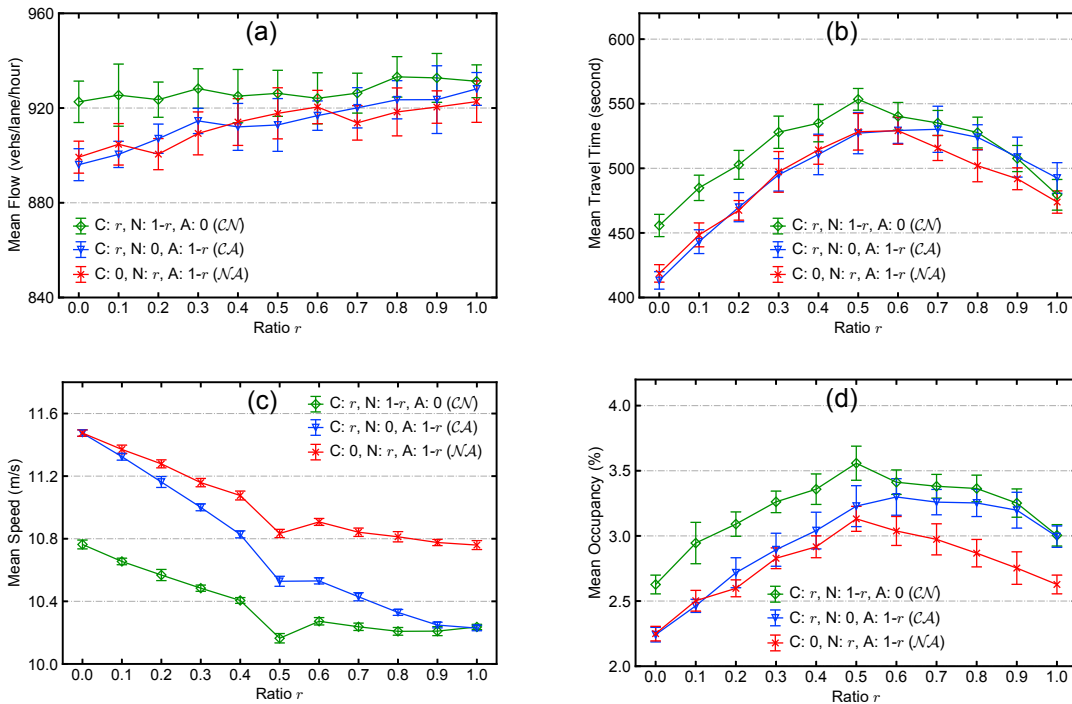 (a)
960
920
880
840
Mean Flow (vehs/lane/hour)
C: r, N: 1-r, A: 0 (CN)
C: r, N: 0, A: 1-r (CA)
C: 0, N: r, A: 1-r (NA)
0.0 0.1 0.2 0.3 0.4 0.5 0.6 0.7 0.8 0.9 1.0
Ratio r
(b)
600
550
500
450
400
Mean Travel Time (second)
C: r, N: 1-r, A: 0 (CN)
C: r, N: 0, A: 1-r (CA)
C: 0, N: r, A: 1-r (NA)
0.0 0.1 0.2 0.3 0.4 0.5 0.6 0.7 0.8 0.9 1.0
Ratio r
(c)
11.6
11.2
10.8
10.4
10.0
Mean Speed (m/s)
C: r, N: 1-r, A: 0 (CN)
C: r, N: 0, A: 1-r (CA)
C: 0, N: r, A: 1-r (NA)
0.0 0.1 0.2 0.3 0.4 0.5 0.6 0.7 0.8 0.9 1.0
Ratio r
(d)
4.0
3.5
3.0
2.5
2.0
Mean Occupancy (%)
C: r, N: 1-r, A: 0 (CN)
C: r, N: 0, A: 1-r (CA)
C: 0, N: r, A: 1-r (NA)
0.0 0.1 0.2 0.3 0.4 0.5 0.6 0.7 0.8 0.9 1.0
Ratio r